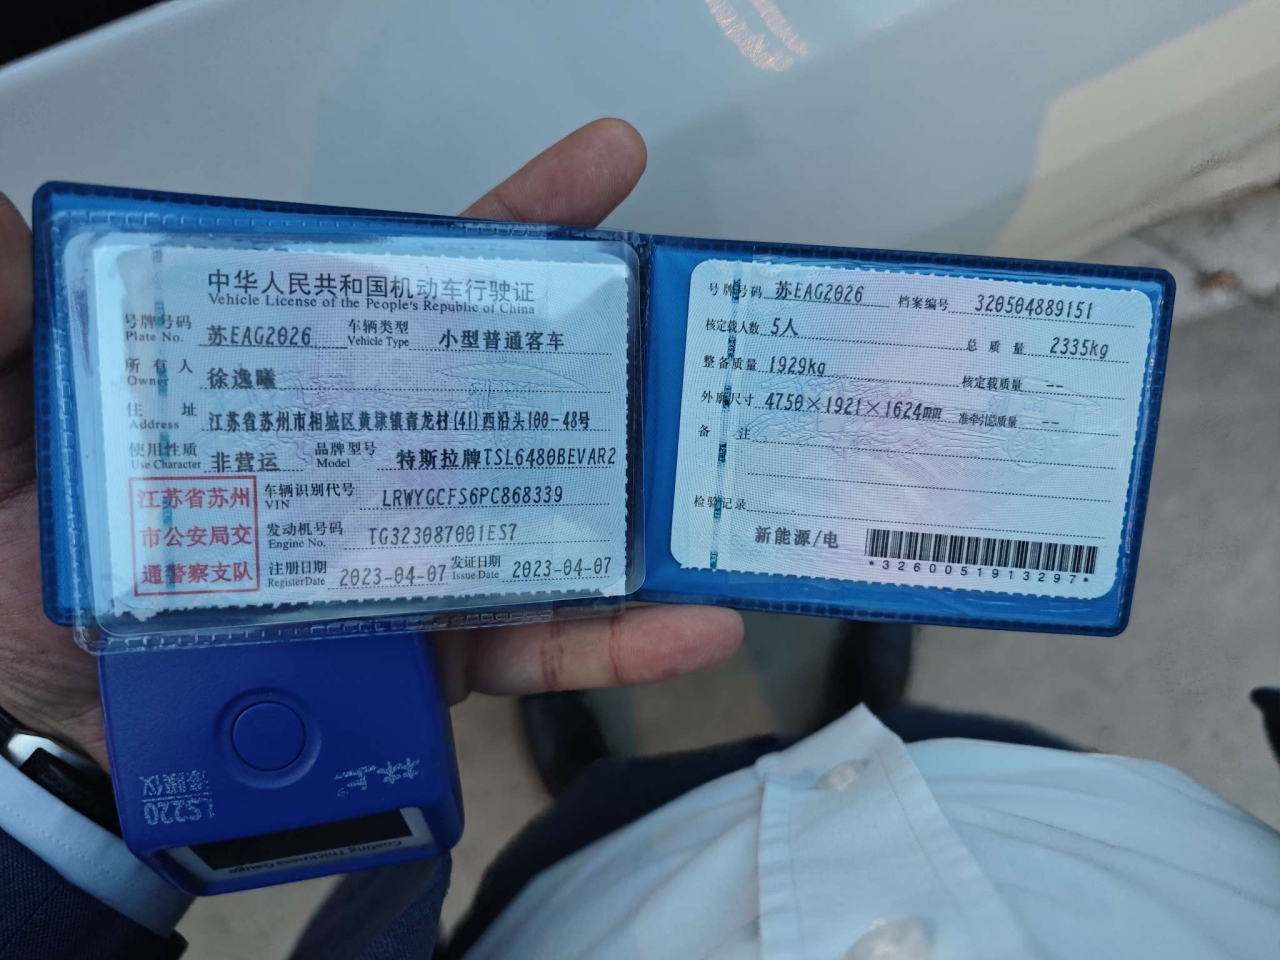 中华人民共和国机动车行驶证
Vehicle License of the People's Republic of China
号牌号码 苏EAG2026 车辆类型 小型普通客车
Plate No. Vehicle Type
所有人 徐逸曦
Owner
住址 江苏省苏州市相城区黄埭镇青龙村(41)西沿头100-48号
Address
使用性质 非营运 品牌型号 特斯拉牌TSL6480BEVAR2
Use Character Model
江苏省苏州
市公安局交
通警察支队
车辆识别代号 LRWYGCFS6PC868339
VIN
发动机号码 TG323087001ES7
Engine No.
注册日期 2023-04-07 发证日期 2023-04-07
Register Date Issue Date
号牌号码 苏EAG2026 档案编号 320504889151
核定载人数 5人 总质量 2335kg
整备质量 1929kg 核定载质量 --
外廓尺寸 4750×1921×1624mm 准牵引总质量 --
备注
检验记录
新能源/电
*3260051913297*
漆膜仪
LS220
Coating Thickness Gauge